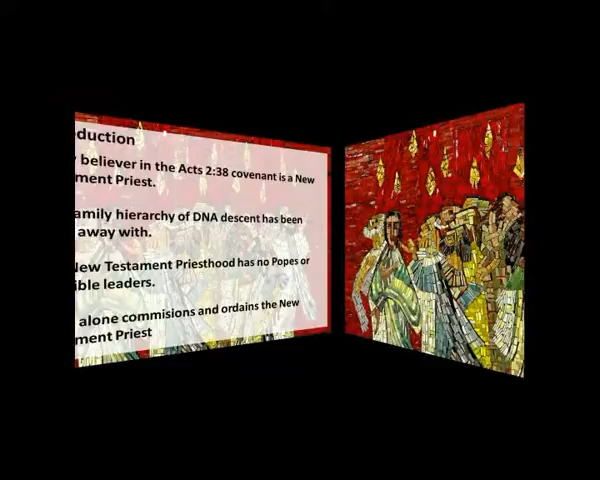 duction
believer in the Acts 2:38 covenant is a New
ment Priest.
amily hierarchy of DNA descent has been
away with.
New Testament Priesthood has no Popes or
ible leaders.
alone commisions and ordains the New
ment Priest